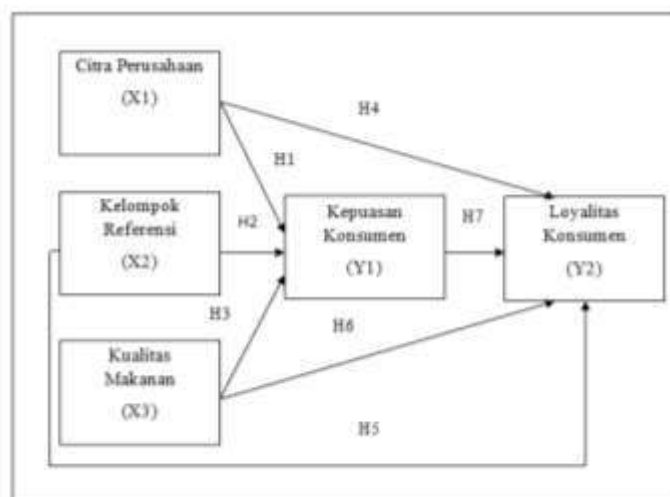 Citra Perusahaan
(X1)
H4
H1
Kelompok
Referensi
(X2)
H2
Kepuasan
Konsumen
(Y1)
H7
Loyalitas
Konsumen
(Y2)
H3
H6
Kualitas
Makanan
(X3)
H5